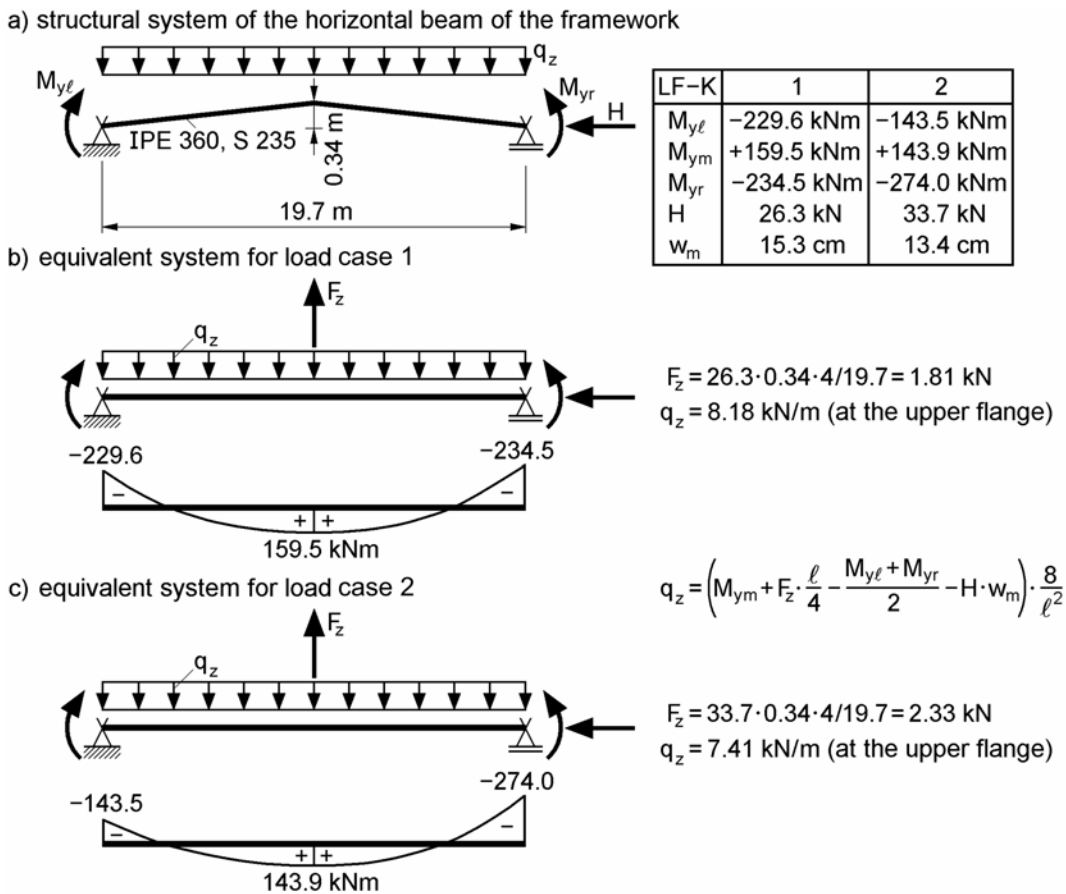 a) structural system of the horizontal beam of the framework
q_z
M_yℓ
M_yr
H
IPE 360, S 235
0.34 m
19.7 m
LF−K 1 2
M_yℓ −229.6 kNm −143.5 kNm
M_ym +159.5 kNm +143.9 kNm
M_yr −234.5 kNm −274.0 kNm
H 26.3 kN 33.7 kN
w_m 15.3 cm 13.4 cm
b) equivalent system for load case 1
F_z
q_z
F_z = 26.3·0.34·4/19.7 = 1.81 kN
q_z = 8.18 kN/m (at the upper flange)
−229.6
−234.5
−
−
+ +
159.5 kNm
c) equivalent system for load case 2
q_z = (M_ym + F_z · ℓ/4 − (M_yℓ + M_yr)/2 − H · w_m) · 8/ℓ²
F_z
q_z
F_z = 33.7·0.34·4/19.7 = 2.33 kN
q_z = 7.41 kN/m (at the upper flange)
−143.5
−274.0
−
−
+ +
143.9 kNm